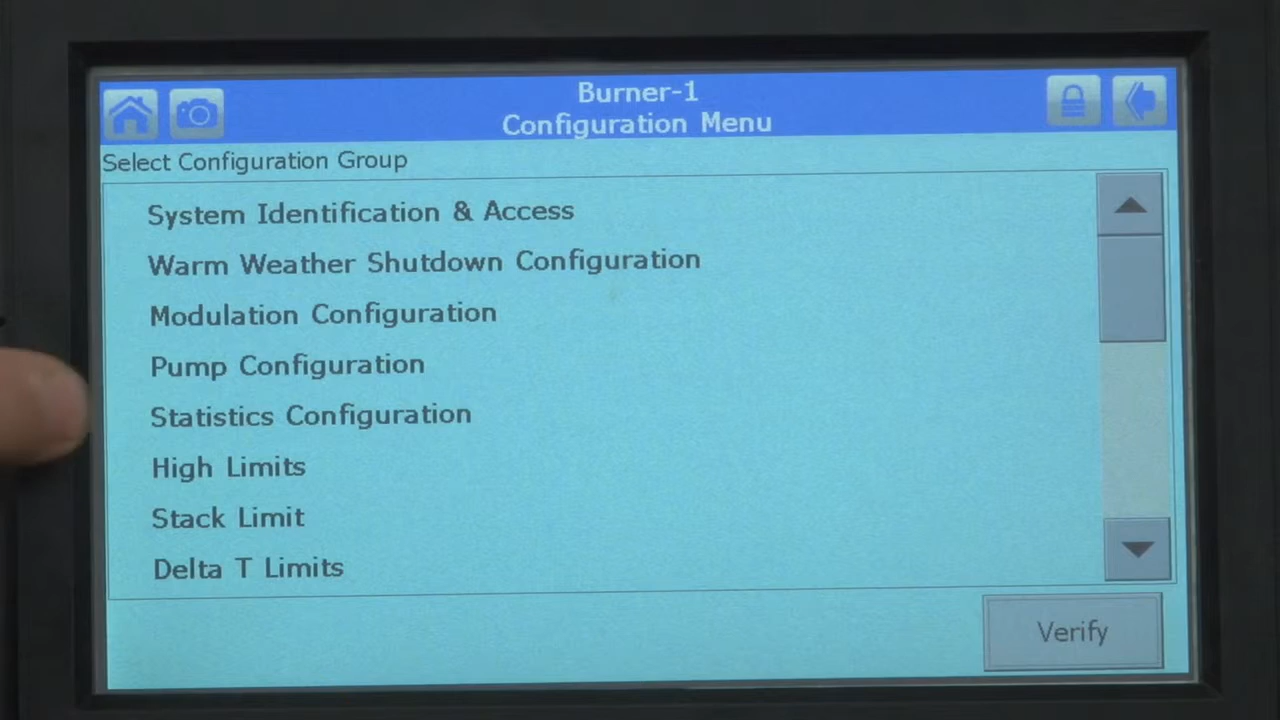 Burner-1
Configuration Menu
Select Configuration Group
System Identification & Access
Warm Weather Shutdown Configuration
Modulation Configuration
Pump Configuration
Statistics Configuration
High Limits
Stack Limit
Delta T Limits
Verify